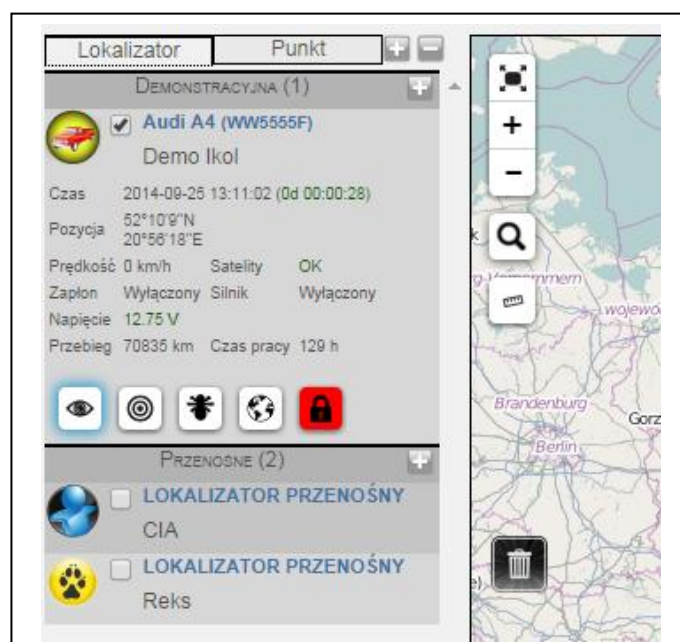 Lokalizator Punkt
DEMONSTRACYJNA (1)
Audi A4 (WW5555F)
Demo Ikol
Czas 2014-09-25 13:11:02 (0d 00:00:28)
Pozycja 52°10'9"N
20°56'18"E
Prędkość 0 km/h Satelity OK
Zapłon Wyłączony Silnik Wyłączony
Napięcie 12.75 V
Przebieg 70835 km Czas pracy 129 h
PRZENOŚNE (2)
LOKALIZATOR PRZENOŚNY
CIA
LOKALIZATOR PRZENOŚNY
Reks
wojewó
Brandenburg
Gorz
Berlin